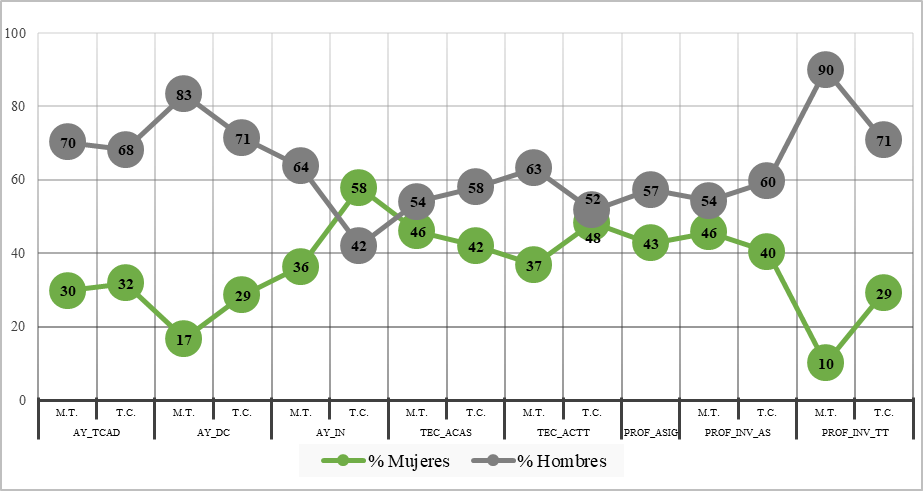 100
80
60
40
20
0
70 68 83 71 64 42 54 58 63 52 57 54 60 90 71
30 32 17 29 36 58 46 42 37 48 43 46 40 10 29
M.T. T.C. M.T. T.C. M.T. T.C. M.T. T.C. M.T. T.C. M.T. T.C. M.T. T.C.
AY_TCAD AY_DC AY_IN TEC_ACAS TEC_ACTT PROF_ASIG PROF_INV_AS PROF_INV_TT
% Mujeres % Hombres